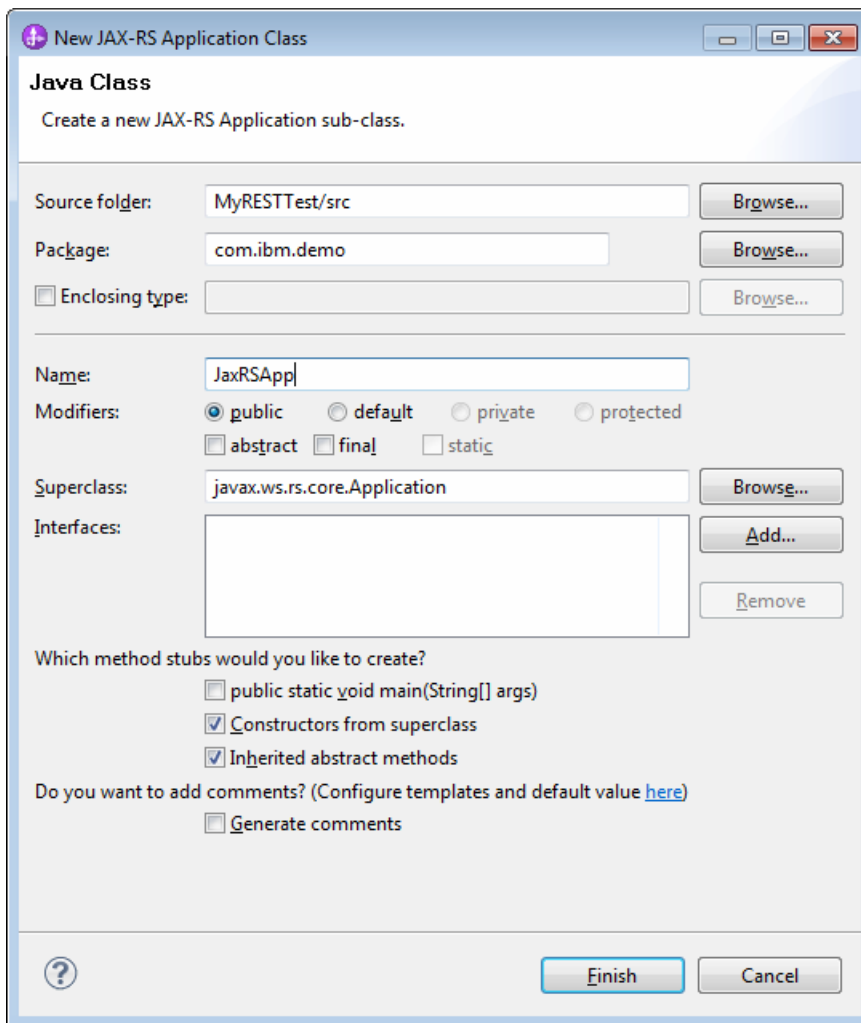 New JAX-RS Application Class
Java Class
Create a new JAX-RS Application sub-class.
Source folder: MyRESTTest/src Browse...
Package: com.ibm.demo Browse...
Enclosing type: Browse...
Name: JaxRSApp
Modifiers: public default private protected
abstract final static
Superclass: javax.ws.rs.core.Application Browse...
Interfaces: Add...
Remove
Which method stubs would you like to create?
public static void main(String[] args)
Constructors from superclass
Inherited abstract methods
Do you want to add comments? (Configure templates and default value here)
Generate comments
? Finish Cancel